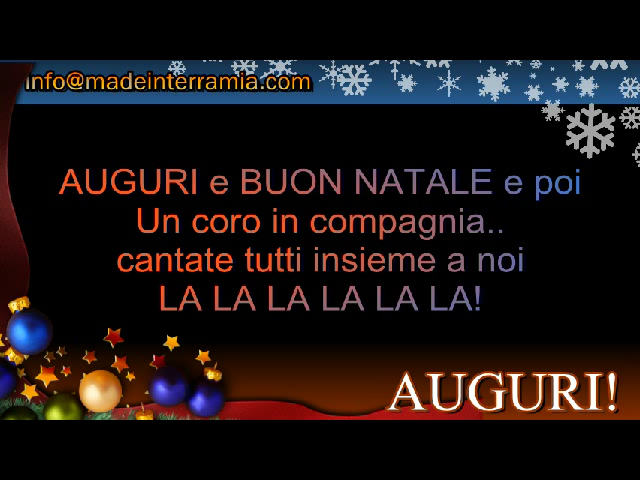 info@madeinterramia.com
AUGURI e BUON NATALE e poi
Un coro in compagnia..
cantate tutti insieme a noi
LA LA LA LA LA LA!
AUGURI!